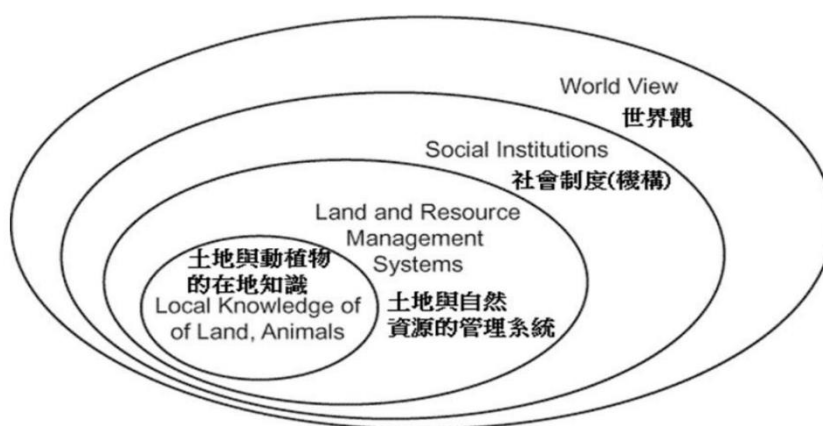 World View
世界觀
Social Institutions
社會制度(機構)
Land and Resource
Management
Systems
土地與自然
資源的管理系統
土地與動植物
的在地知識
Local Knowledge of
of Land, Animals